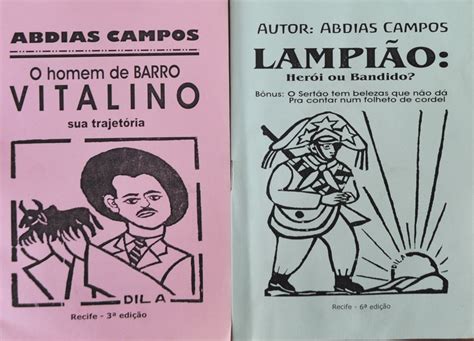 ABDIAS CAMPOS
O homem de BARRO
VITALINO
sua trajetória
DILA
Recife - 3ª edição
AUTOR: ABDIAS CAMPOS
LAMPIÃO:
Herói ou Bandido?
Bônus: O Sertão tem belezas que não dá
Pra contar num folheto de cordel
DILA
Recife - 6ª edição